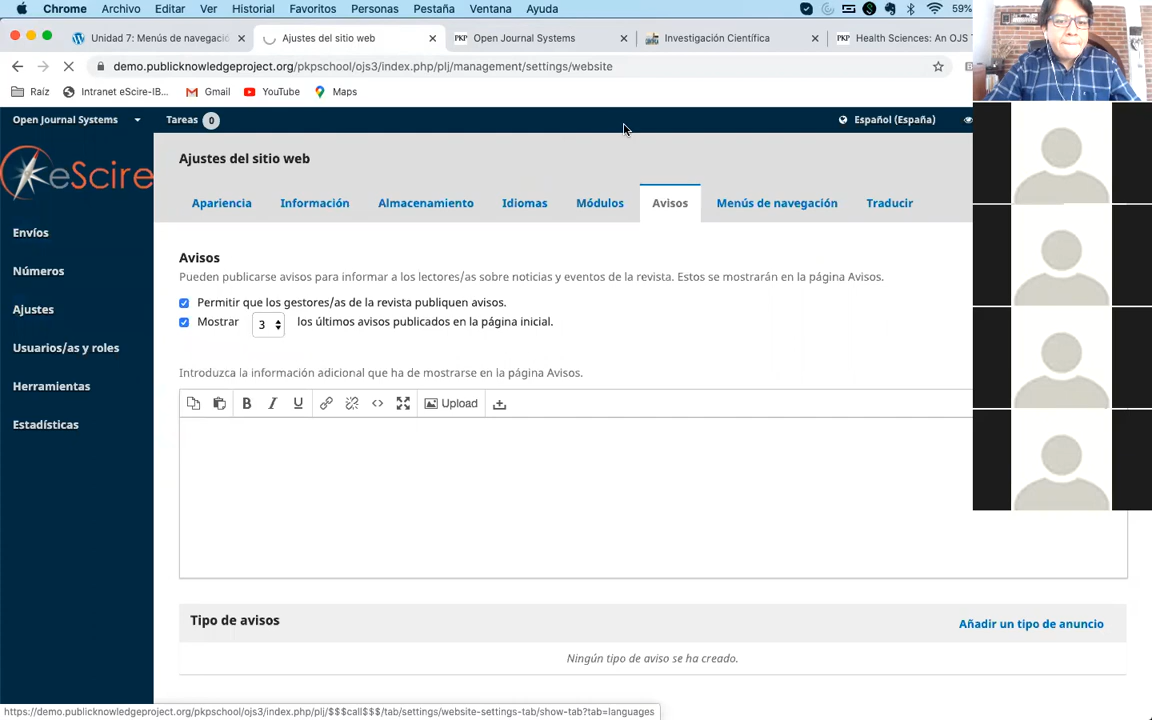 Chrome Archivo Editar Ver Historial Favoritos Personas Pestaña Ventana Ayuda 59%
Unidad 7: Menús de navegació
Ajustes del sitio web
PKP Open Journal Systems
Investigación Científica
PKP Health Sciences: An OJS T
demo.publicknowledgeproject.org/pkpschool/ojs3/index.php/plj/management/settings/website
Raíz Intranet eScire-IB... Gmail YouTube Maps
Open Journal Systems Tareas 0 Español (España)
eScire
Ajustes del sitio web
Apariencia Información Almacenamiento Idiomas Módulos Avisos Menús de navegación Traducir
Envíos
Números
Ajustes
Usuarios/as y roles
Herramientas
Estadísticas
Avisos
Pueden publicarse avisos para informar a los lectores/as sobre noticias y eventos de la revista. Estos se mostrarán en la página Avisos.
Permitir que los gestores/as de la revista publiquen avisos.
Mostrar 3 los últimos avisos publicados en la página inicial.
Introduzca la información adicional que ha de mostrarse en la página Avisos.
B I U Upload
Tipo de avisos Añadir un tipo de anuncio
Ningún tipo de aviso se ha creado.
https://demo.publicknowledgeproject.org/pkpschool/ojs3/index.php/plj/$$$call$$$/tab/settings/website-settings-tab/show-tab?tab=languages